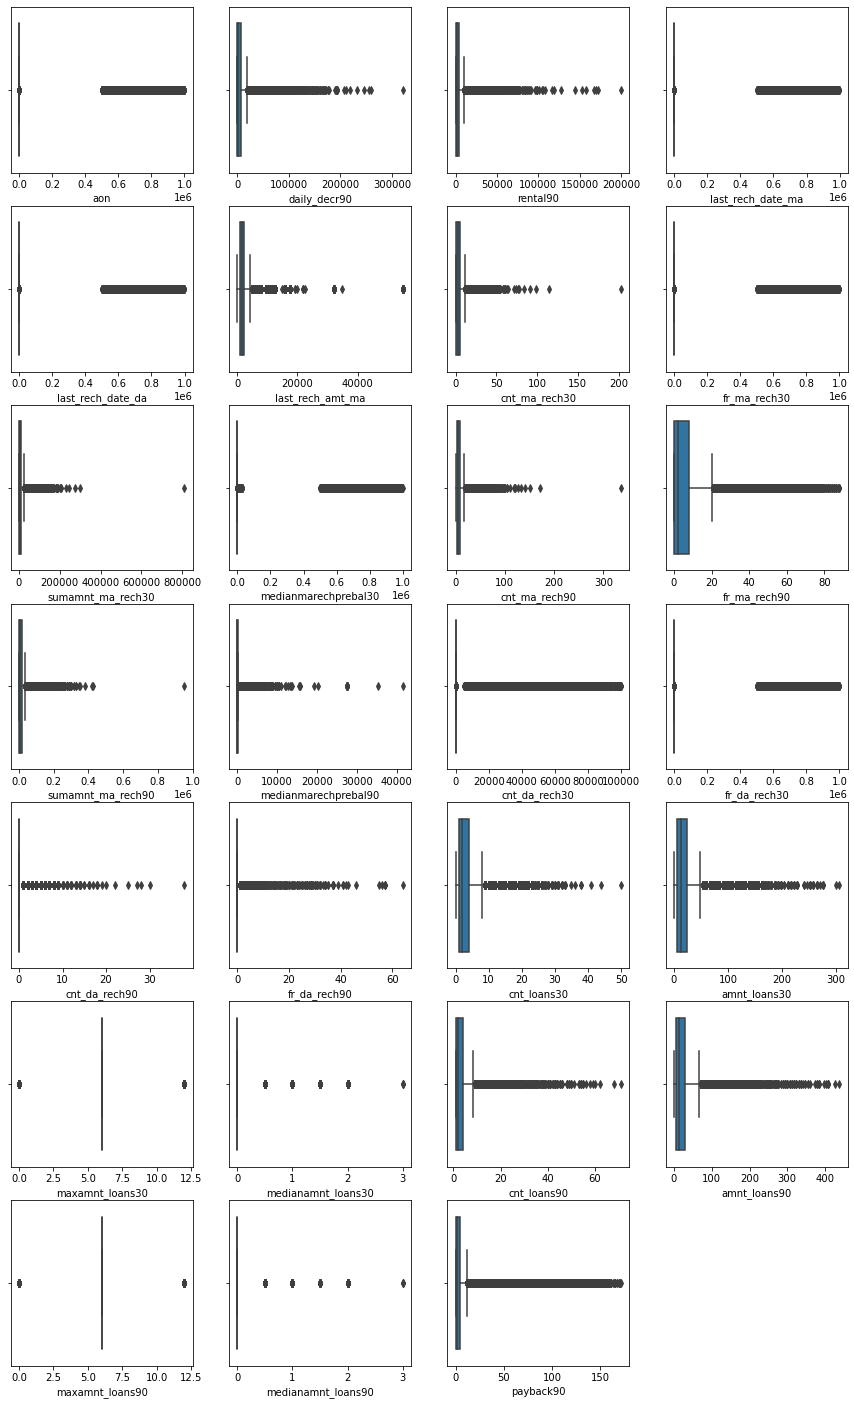 0.0 0.2 0.4 0.6 0.8 1.0 0 100000 200000 300000 0 50000 100000 150000 200000 0.0 0.2 0.4 0.6 0.8 1.0
aon 1e6 daily_decr90 rental90 last_rech_date_ma 1e6
0.0 0.2 0.4 0.6 0.8 1.0 0 20000 40000 0 50 100 150 200 0.0 0.2 0.4 0.6 0.8 1.0
last_rech_date_da 1e6 last_rech_amt_ma cnt_ma_rech30 fr_ma_rech30 1e6
0 200000 400000 600000 800000 0.0 0.2 0.4 0.6 0.8 1.0 0 100 200 300 0 20 40 60 80
sumamnt_ma_rech30 medianmarechprebal30 1e6 cnt_ma_rech90 fr_ma_rech90
0.0 0.2 0.4 0.6 0.8 1.0 0 10000 20000 30000 40000 0 20000 40000 60000 80000 100000 0.0 0.2 0.4 0.6 0.8 1.0
sumamnt_ma_rech90 1e6 medianmarechprebal90 cnt_da_rech30 fr_da_rech30 1e6
0 10 20 30 0 20 40 60 0 10 20 30 40 50 0 100 200 300
cnt_da_rech90 fr_da_rech90 cnt_loans30 amnt_loans30
0.0 2.5 5.0 7.5 10.0 12.5 0 1 2 3 0 20 40 60 0 100 200 300 400
maxamnt_loans30 medianamnt_loans30 cnt_loans90 amnt_loans90
0.0 2.5 5.0 7.5 10.0 12.5 0 1 2 3 0 50 100 150
maxamnt_loans90 medianamnt_loans90 payback90